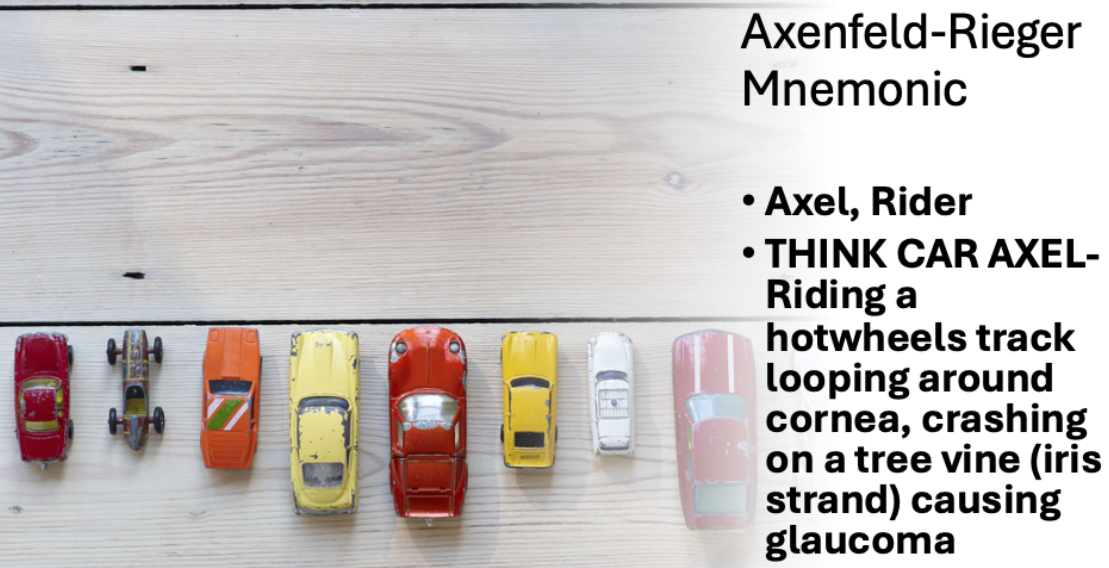 Axenfeld-Rieger
Mnemonic
• Axel, Rider
• THINK CAR AXEL-
Riding a
hotwheels track
looping around
cornea, crashing
on a tree vine (iris
strand) causing
glaucoma